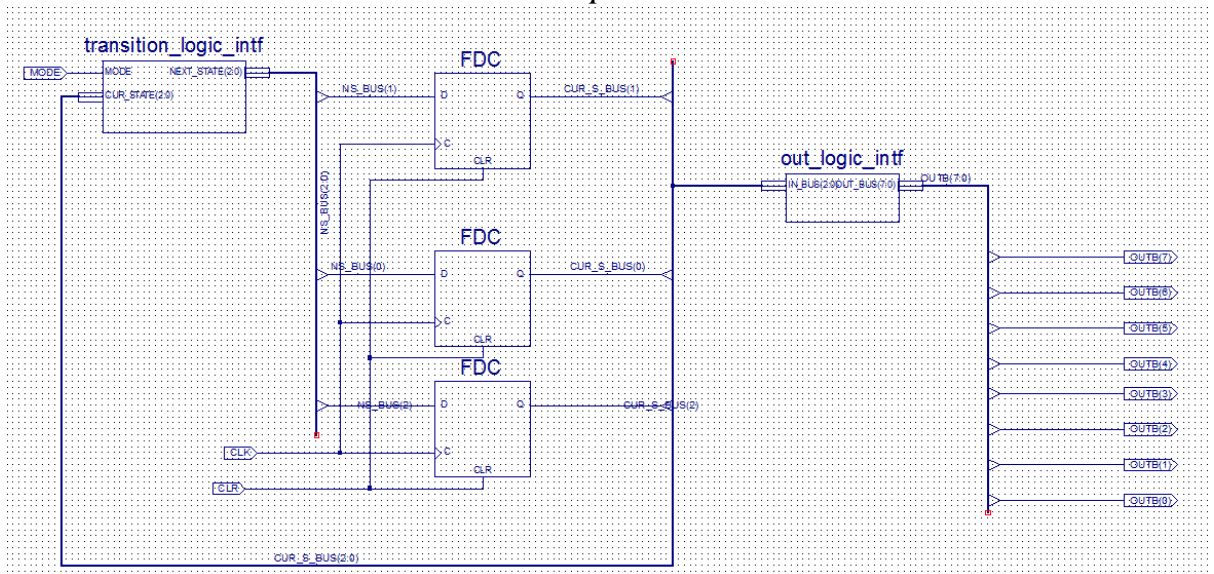 transition_logic_intf
MODE
MODE
NEXT_STATE(2:0)
CUR_STATE(2:0)
NS_BUS(2:0)
NS_BUS(1)
FDC
D
Q
C
CLR
CUR_S_BUS(1)
NS_BUS(0)
FDC
D
Q
C
CLR
CUR_S_BUS(0)
NS_BUS(2)
FDC
D
Q
C
CLR
CUR_S_BUS(2)
CLK
CLR
CUR_S_BUS(2:0)
out_logic_intf
IN_BUS(2:0)
OUT_BUS(7:0)
OUTB(7:0)
OUTB(7)
OUTB(6)
OUTB(5)
OUTB(4)
OUTB(3)
OUTB(2)
OUTB(1)
OUTB(0)